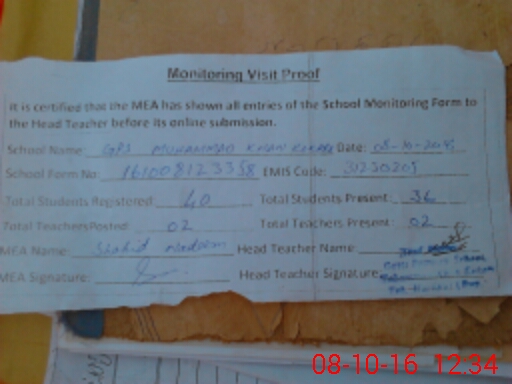 Monitoring Visit Proof
It is certified that the MEA has shown all entries of the School Monitoring Form to
the Head Teacher before its online submission.
School Name: GPS MUHAMMAD KHAN Date: 08-10-2016
School Form No 161008123358 EMIS Code:
Total Students Registered: 40 Total Students Present: 36
Total Teachers Posted: 02 Total Teachers Present: 02
MEA Name: Shahid Nadeem Head Teacher Name:
MEA Signature: Head Teacher Signature
08-10-16 12:34